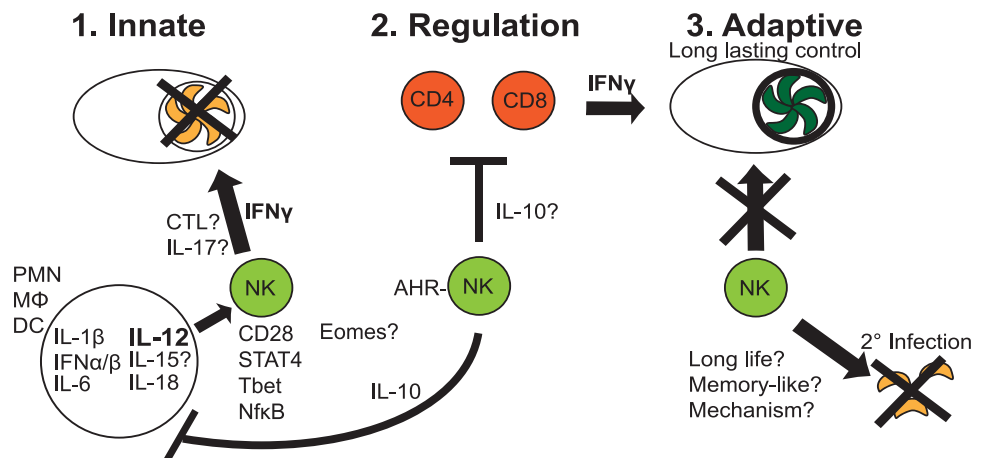 1. Innate
2. Regulation
3. Adaptive
Long lasting control
CD4
CD8
IFNγ
IFNγ
CTL?
IL-17?
IL-10?
PMN
MΦ
DC
NK
AHR-
NK
NK
IL-1β
IL-12
IFNα/β
IL-15?
IL-6
IL-18
CD28
STAT4
Tbet
NfκB
Eomes?
IL-10
2° Infection
Long life?
Memory-like?
Mechanism?